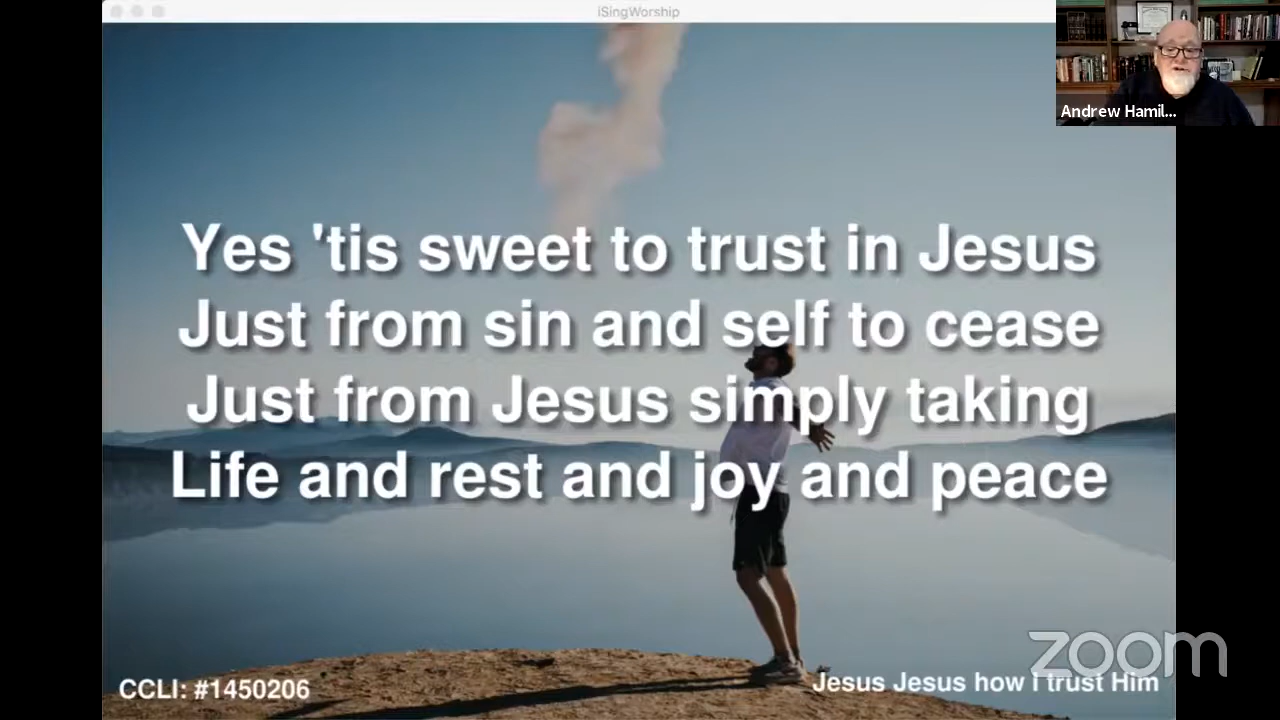 iSingWorship
Andrew Hamil...
Yes 'tis sweet to trust in Jesus
Just from sin and self to cease
Just from Jesus simply taking
Life and rest and joy and peace
zoom
CCLI: #1450206
Jesus Jesus how I trust Him